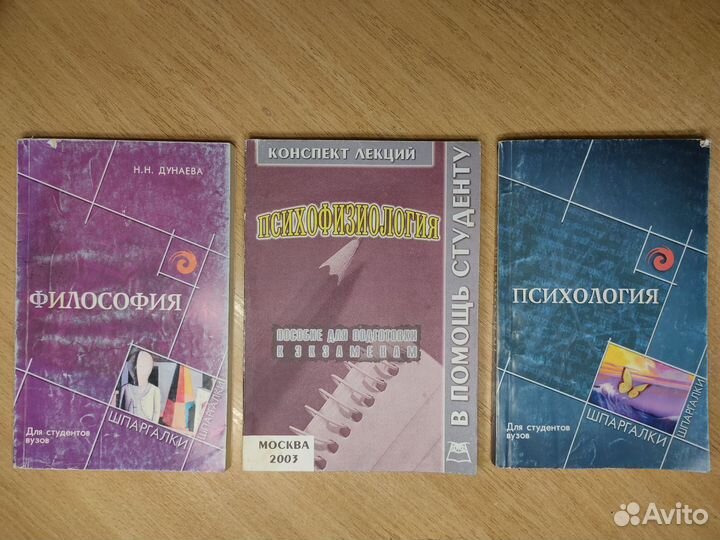 Н.Н. ДУНАЕВА
ФИЛОСОФИЯ
Для студентов
вузов
ШПАРГАЛКИ
ШПАРГАЛКИ
КОНСПЕКТ ЛЕКЦИЙ
ПСИХОФИЗИОЛОГИЯ
ПОСОБИЕ ДЛЯ ПОДГОТОВКИ
К ЭКЗАМЕНАМ
В ПОМОЩЬ СТУДЕНТУ
МОСКВА
2003
ПСИХОЛОГИЯ
Для студентов
вузов
ШПАРГАЛКИ
ШПАРГАЛКИ
Avito